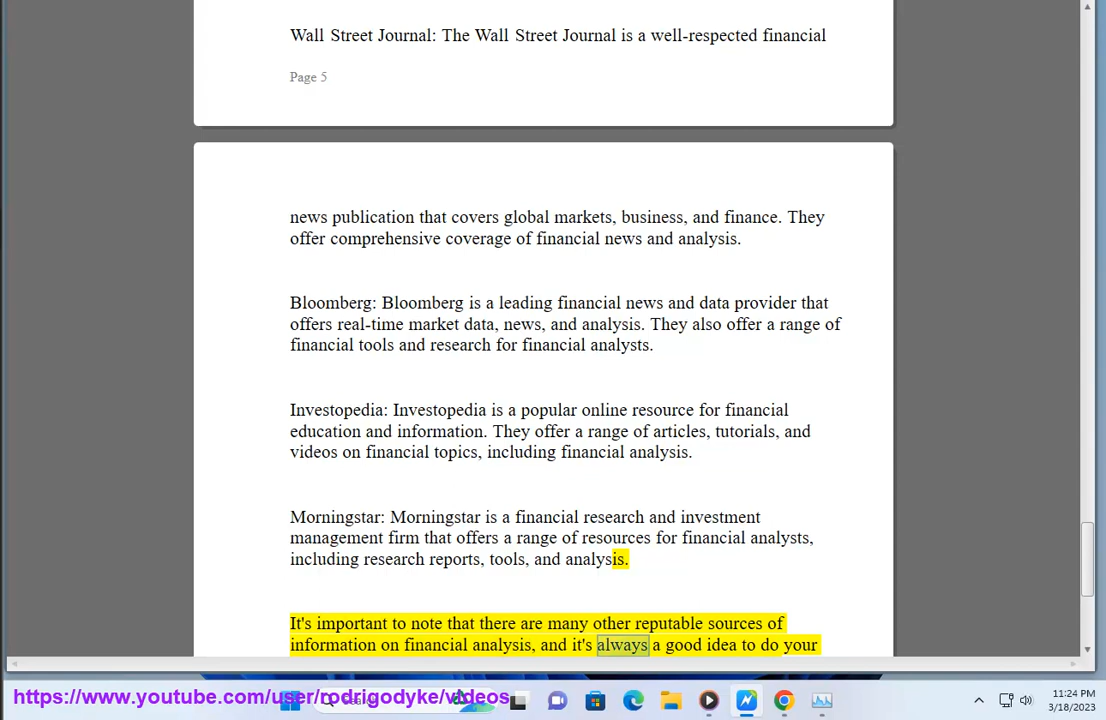 Wall Street Journal: The Wall Street Journal is a well-respected financial
Page 5
news publication that covers global markets, business, and finance. They
offer comprehensive coverage of financial news and analysis.
Bloomberg: Bloomberg is a leading financial news and data provider that
offers real-time market data, news, and analysis. They also offer a range of
financial tools and research for financial analysts.
Investopedia: Investopedia is a popular online resource for financial
education and information. They offer a range of articles, tutorials, and
videos on financial topics, including financial analysis.
Morningstar: Morningstar is a financial research and investment
management firm that offers a range of resources for financial analysts,
including research reports, tools, and analysis.
It's important to note that there are many other reputable sources of
information on financial analysis, and it's always a good idea to do your
https://www.youtube.com/user/rodrigodyke/videos
11:24 PM
3/18/2023